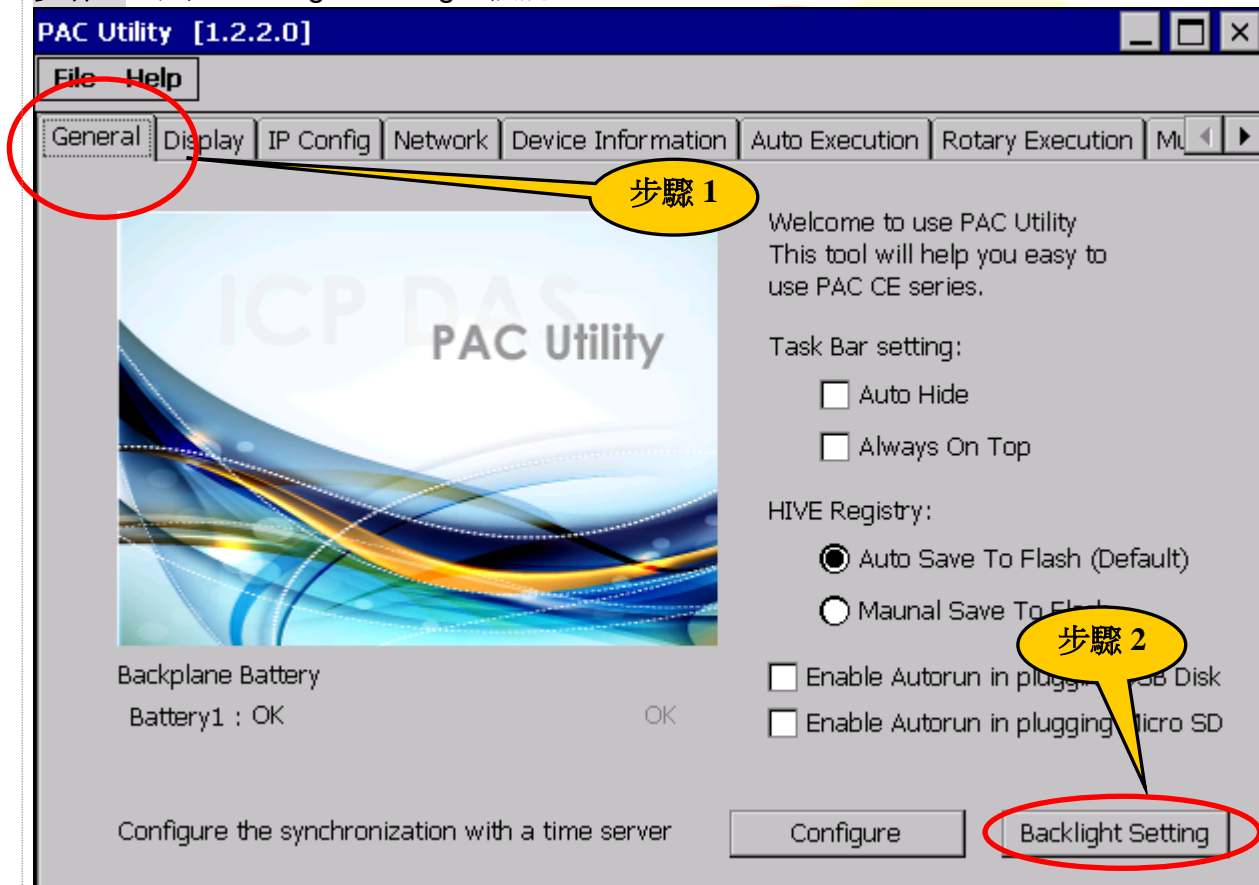 PAC Utility [1.2.2.0]
File Help
General Display IP Config Network Device Information Auto Execution Rotary Execution
步驟 1
ICP DAS
PAC Utility
Welcome to use PAC Utility
This tool will help you easy to
use PAC CE series.
Task Bar setting:
Auto Hide
Always On Top
HIVE Registry:
Auto Save To Flash (Default)
Maunal Save To
步驟 2
Backplane Battery
Battery1 : OK OK
Enable Autorun in Disk
Enable Autorun in plugging SD
Configure the synchronization with a time server
Configure
Backlight Setting